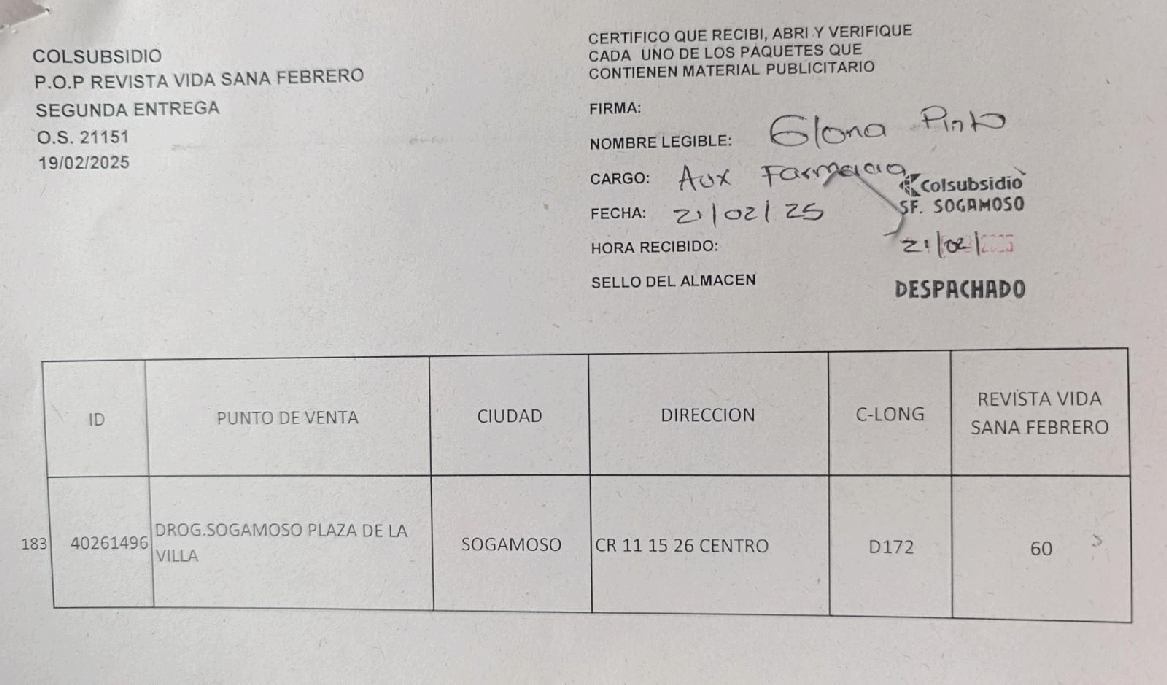 COLSUBSIDIO
P.O.P REVISTA VIDA SANA FEBRERO
SEGUNDA ENTREGA
O.S. 21151
19/02/2025
CERTIFICO QUE RECIBI, ABRI Y VERIFIQUE
CADA UNO DE LOS PAQUETES QUE
CONTIENEN MATERIAL PUBLICITARIO
FIRMA:
NOMBRE LEGIBLE: Gloria Pinto
CARGO: Aux Farmacia
FECHA: 21/02/25
HORA RECIBIDO:
SELLO DEL ALMACEN
Colsubsidio
SF. SOGAMOSO
21/02/2025
DESPACHADO
ID PUNTO DE VENTA CIUDAD DIRECCION C-LONG REVISTA VIDA SANA FEBRERO
183 40261496 DROG.SOGAMOSO PLAZA DE LA VILLA SOGAMOSO CR 11 15 26 CENTRO D172 60